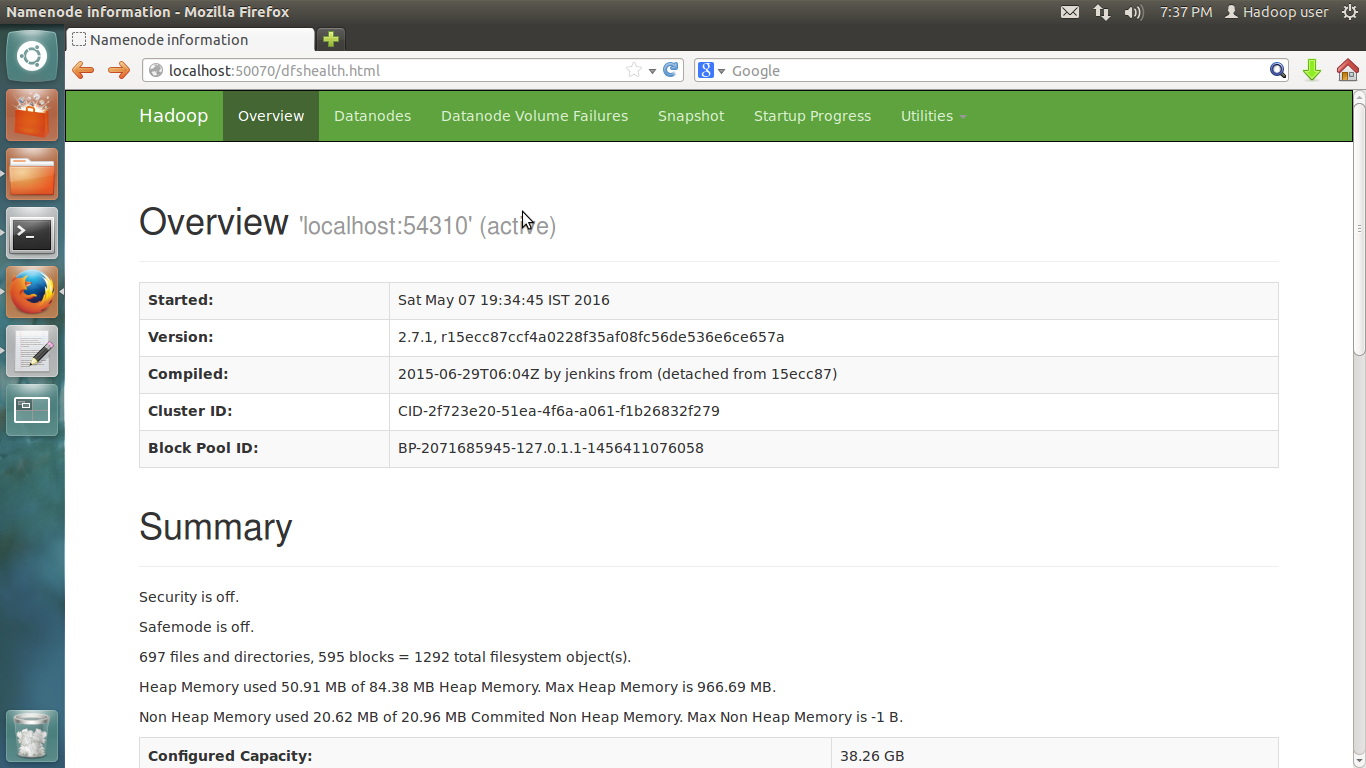 Namenode information - Mozilla Firefox 7:37 PM Hadoop user
Namenode information
localhost:50070/dfshealth.html 8 Google
Hadoop Overview Datanodes Datanode Volume Failures Snapshot Startup Progress Utilities
Overview 'localhost:54310' (active)
Started: Sat May 07 19:34:45 IST 2016
Version: 2.7.1, r15ecc87ccf4a0228f35af08fc56de536e6ce657a
Compiled: 2015-06-29T06:04Z by jenkins from (detached from 15ecc87)
Cluster ID: CID-2f723e20-51ea-4f6a-a061-f1b26832f279
Block Pool ID: BP-2071685945-127.0.1.1-1456411076058
Summary
Security is off.
Safemode is off.
697 files and directories, 595 blocks = 1292 total filesystem object(s).
Heap Memory used 50.91 MB of 84.38 MB Heap Memory. Max Heap Memory is 966.69 MB.
Non Heap Memory used 20.62 MB of 20.96 MB Commited Non Heap Memory. Max Non Heap Memory is -1 B.
Configured Capacity: 38.26 GB